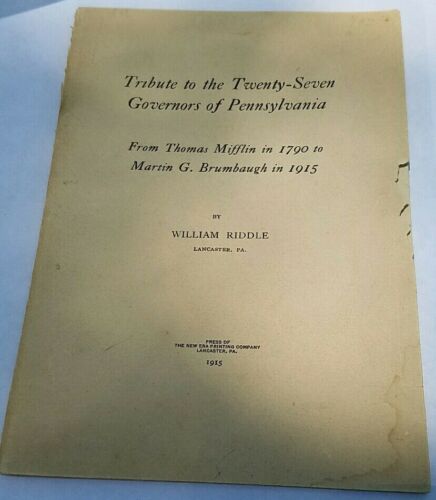 Tribute to the Twenty-Seven
Governors of Pennsylvania
From Thomas Mifflin in 1790 to
Martin G. Brumbaugh in 1915
BY
WILLIAM RIDDLE
LANCASTER, PA.
PRESS OF
THE NEW ERA PRINTING COMPANY
LANCASTER, PA.
1915